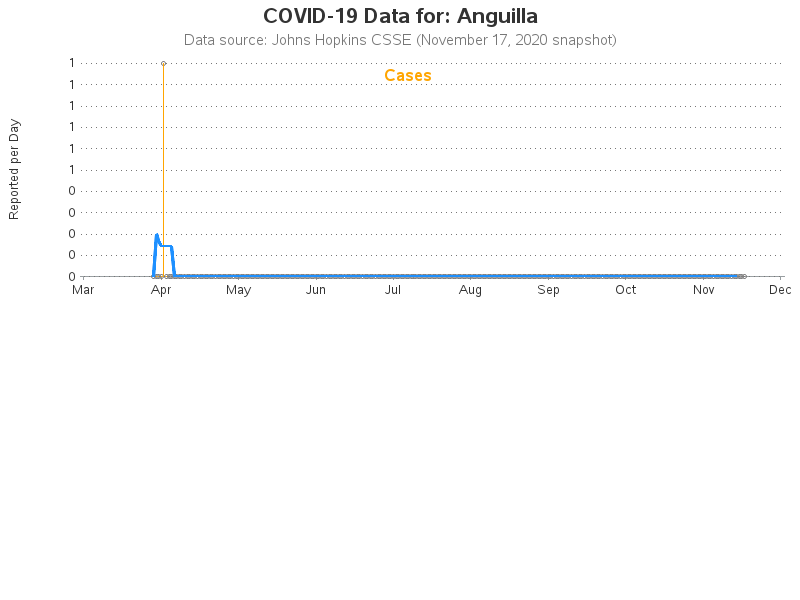 COVID-19 Data for: Anguilla
Data source: Johns Hopkins CSSE (November 17, 2020 snapshot)
Cases
Reported per Day
1
1
1
1
1
1
0
0
0
0
0
Mar Apr May Jun Jul Aug Sep Oct Nov Dec